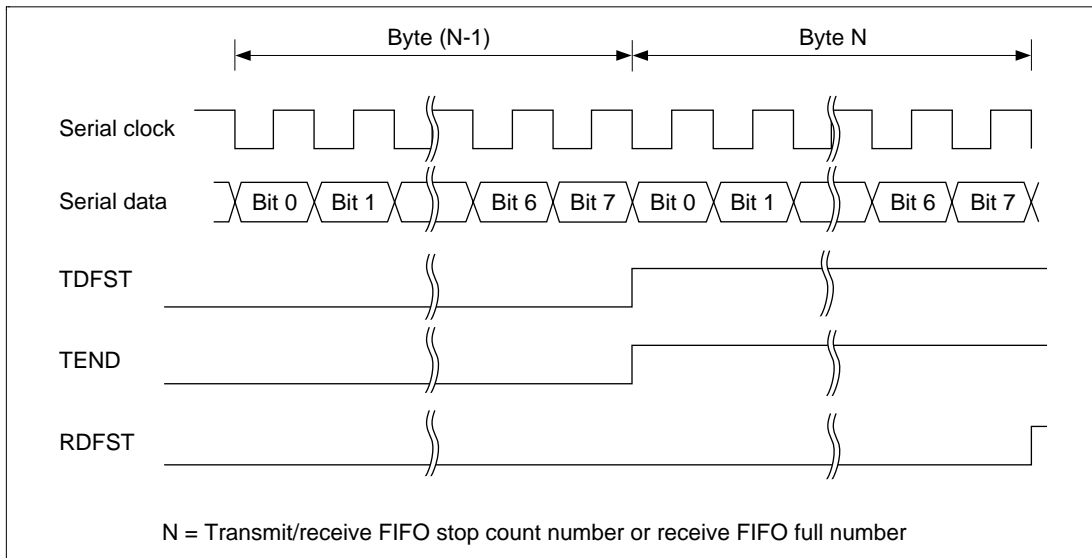 Byte (N-1) Byte N
Serial clock
Serial data Bit 0 Bit 1 Bit 6 Bit 7 Bit 0 Bit 1 Bit 6 Bit 7
TDFST
TEND
RDFST
N = Transmit/receive FIFO stop count number or receive FIFO full number